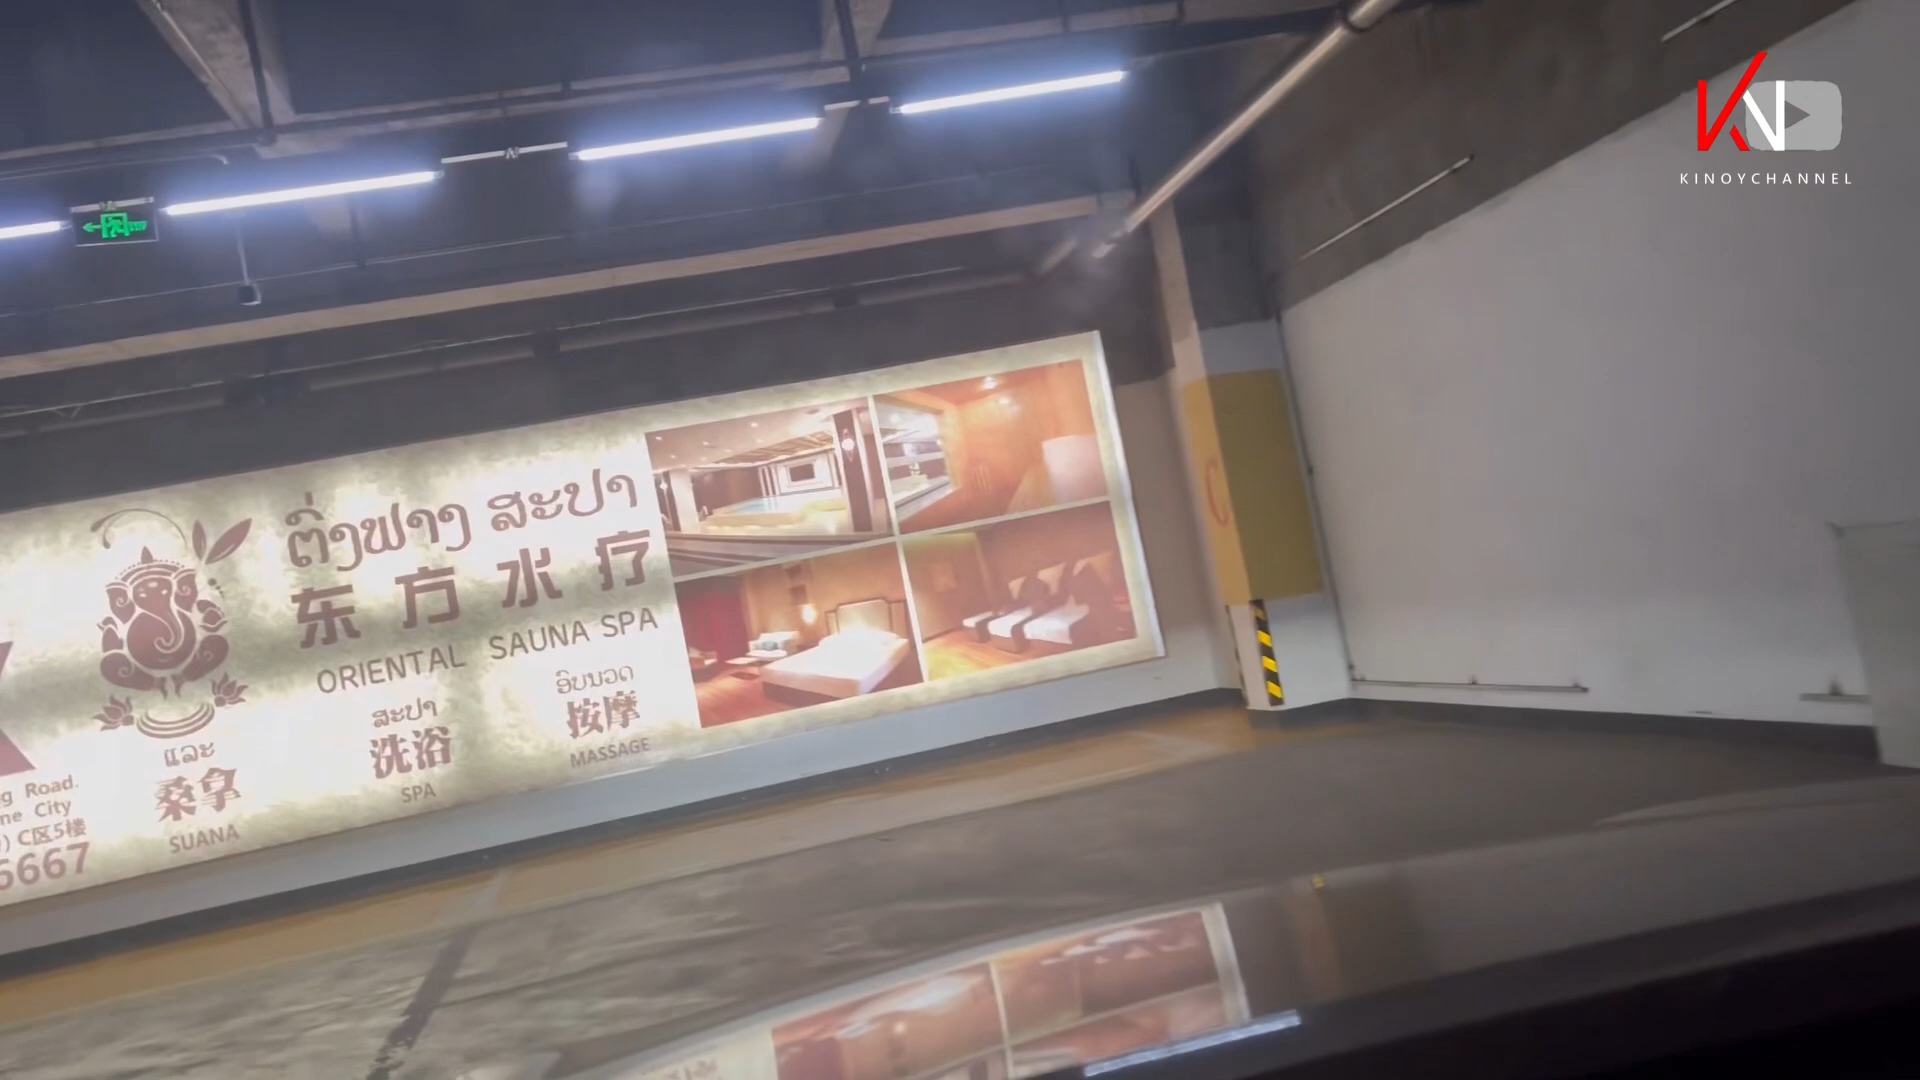 KN
KINOYCHANNEL
ຕົ່ງຟາງ ສະປາ
东方水疗
ORIENTAL SAUNA SPA
ແລະ
桑拿
SUANA
ສະປາ
洗浴
SPA
ອົບນວດ
按摩
MASSAGE
Road.
City
C区5楼
6667
C